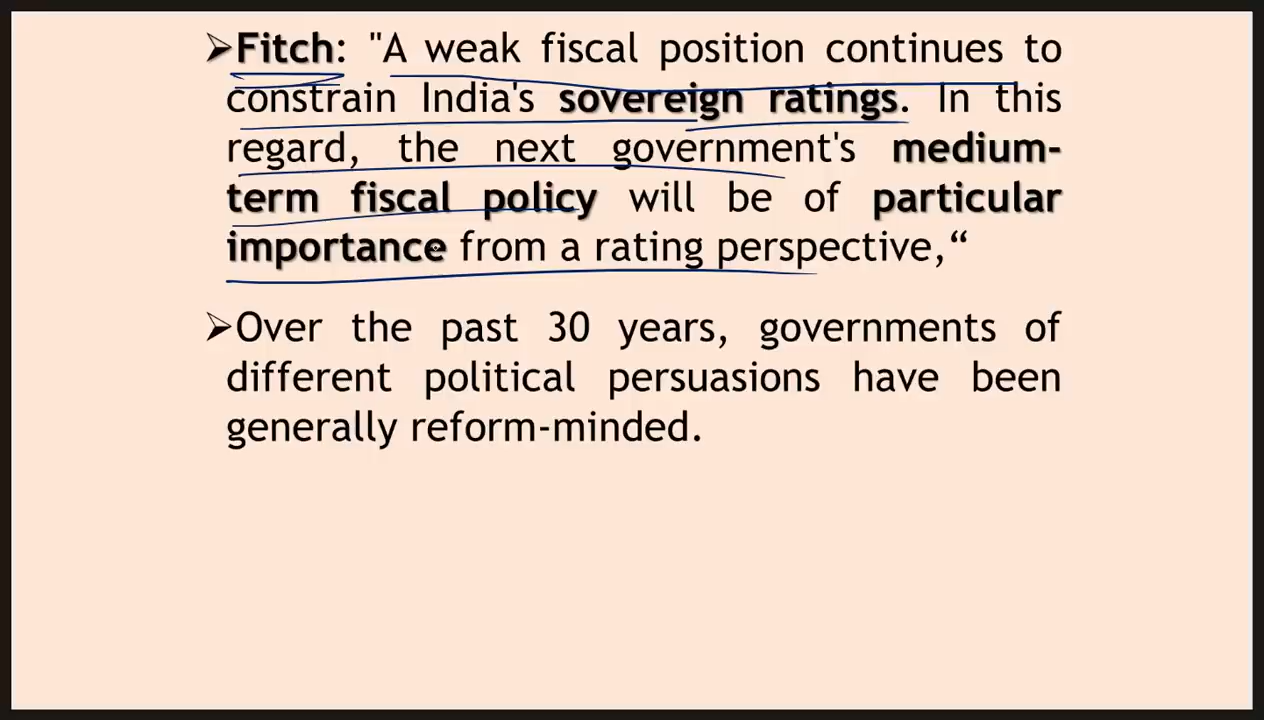 ➢Fitch: "A weak fiscal position continues to
constrain India's sovereign ratings. In this
regard, the next government's medium-
term fiscal policy will be of particular
importance from a rating perspective,“
➢Over the past 30 years, governments of
different political persuasions have been
generally reform-minded.